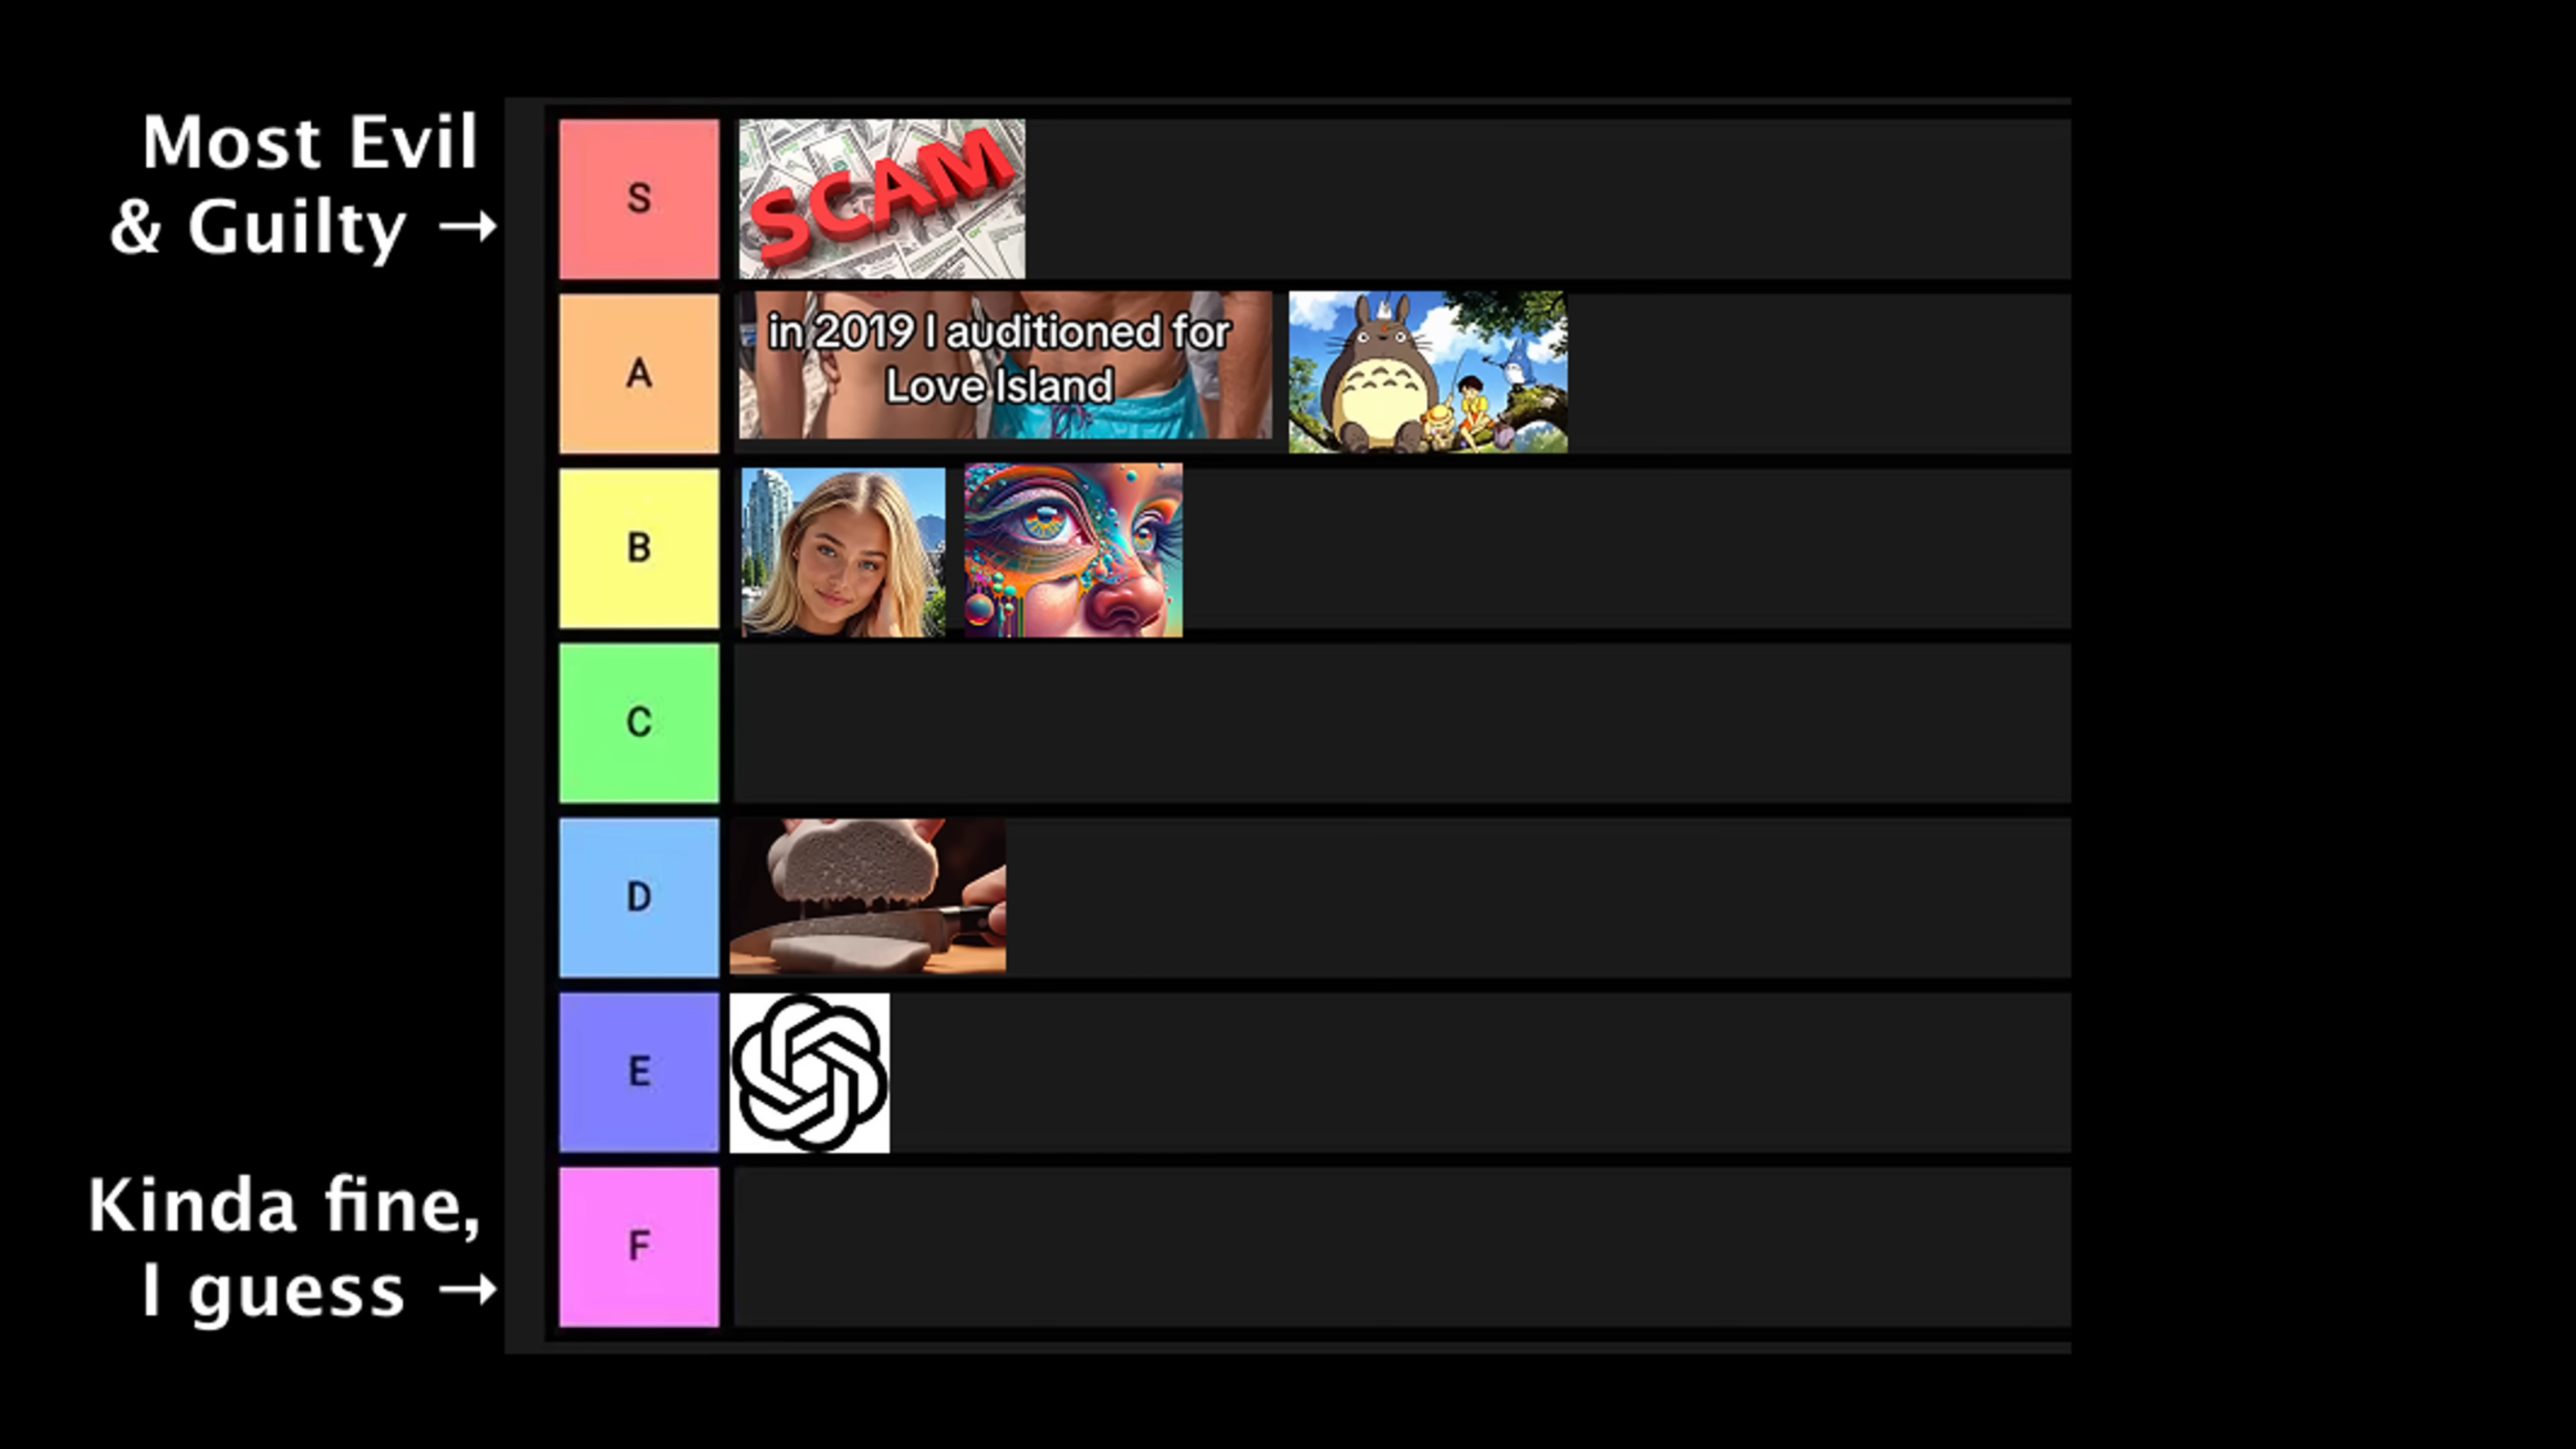 Most Evil
& Guilty →
S
SCAM
A
in 2019 I auditioned for
Love Island
B
C
D
E
Kinda fine,
I guess →
F